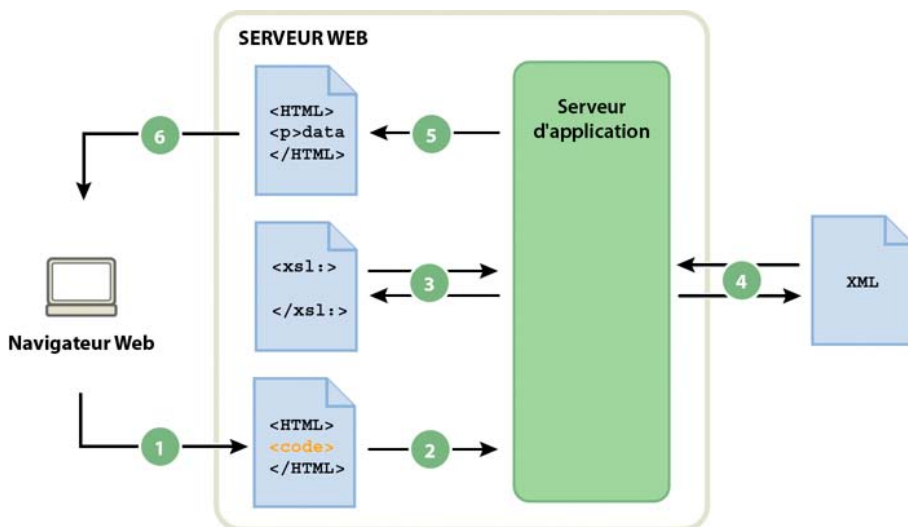 SERVEUR WEB
<HTML>
<p>data
</HTML>
Serveur
d'application
6
5
<xsl:>
</xsl:>
3
4
XML
Navigateur Web
<HTML>
<code>
</HTML>
1
2